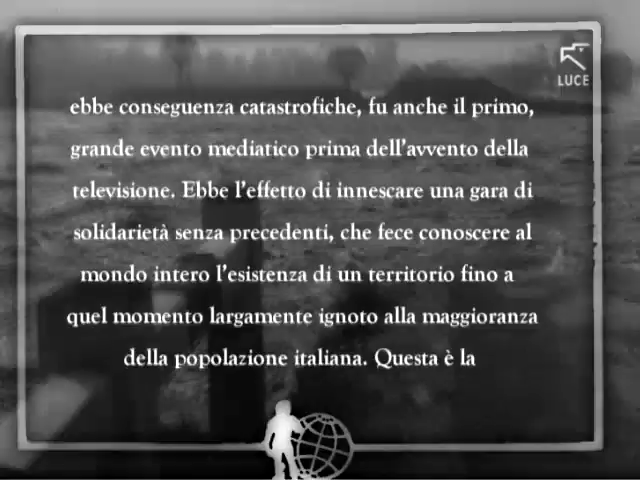 LUCE
ebbe conseguenza catastrofiche, fu anche il primo,
grande evento mediatico prima dell'avvento della
televisione. Ebbe l'effetto di innescare una gara di
solidarietà senza precedenti, che fece conoscere al
mondo intero l'esistenza di un territorio fino a
quel momento largamente ignoto alla maggioranza
della popolazione italiana. Questa è la